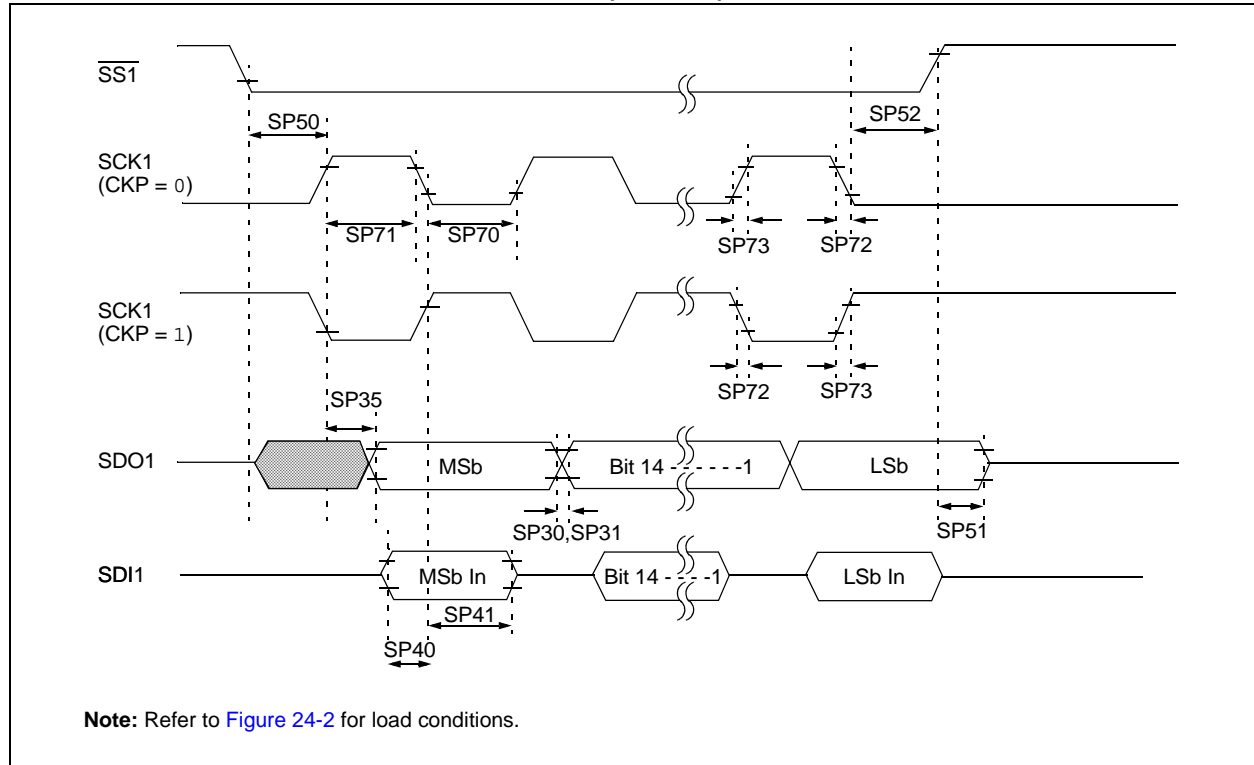 SS1
SP50
SP52
SCK1
(CKP = 0)
SP71
SP70
SP73
SP72
SCK1
(CKP = 1)
SP72
SP73
SP35
SDO1
MSb
Bit 14 - - - - - -1
LSb
SP30,SP31
SP51
SDI1
MSb In
Bit 14 - - - -1
LSb In
SP41
SP40
Note: Refer to Figure 24-2 for load conditions.